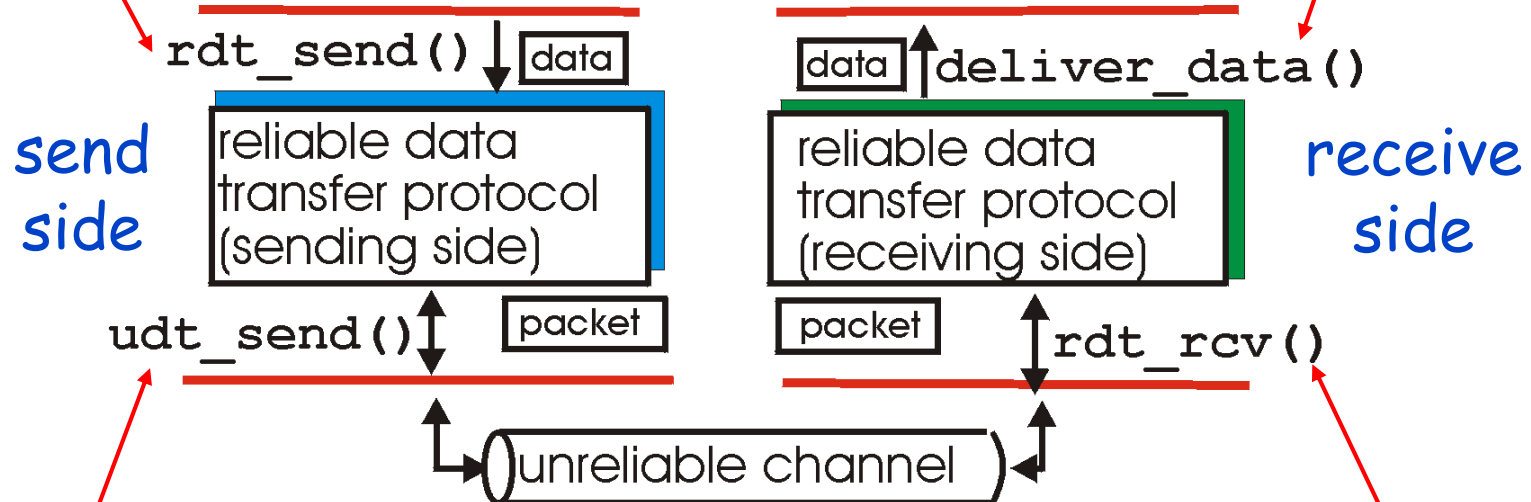 rdt_send()
data
data
deliver_data()
send
side
reliable data
transfer protocol
(sending side)
reliable data
transfer protocol
(receiving side)
receive
side
udt_send()
packet
packet
rdt_rcv()
unreliable channel